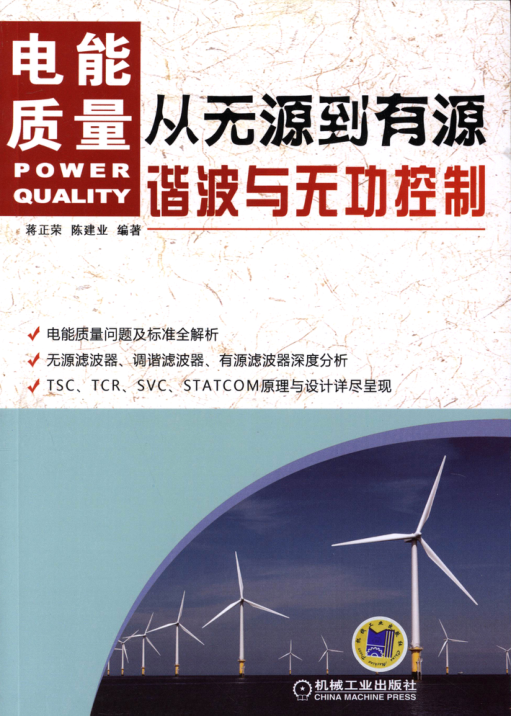 电能
质量
POWER
QUALITY
从无源到有源
谐波与无功控制
蒋正荣 陈建业 编著
电能质量问题及标准全解析
无源滤波器、调谐滤波器、有源滤波器深度分析
TSC、TCR、SVC、STATCOM原理与设计详尽呈现
机械工业出版社
CHINA MACHINE PRESS